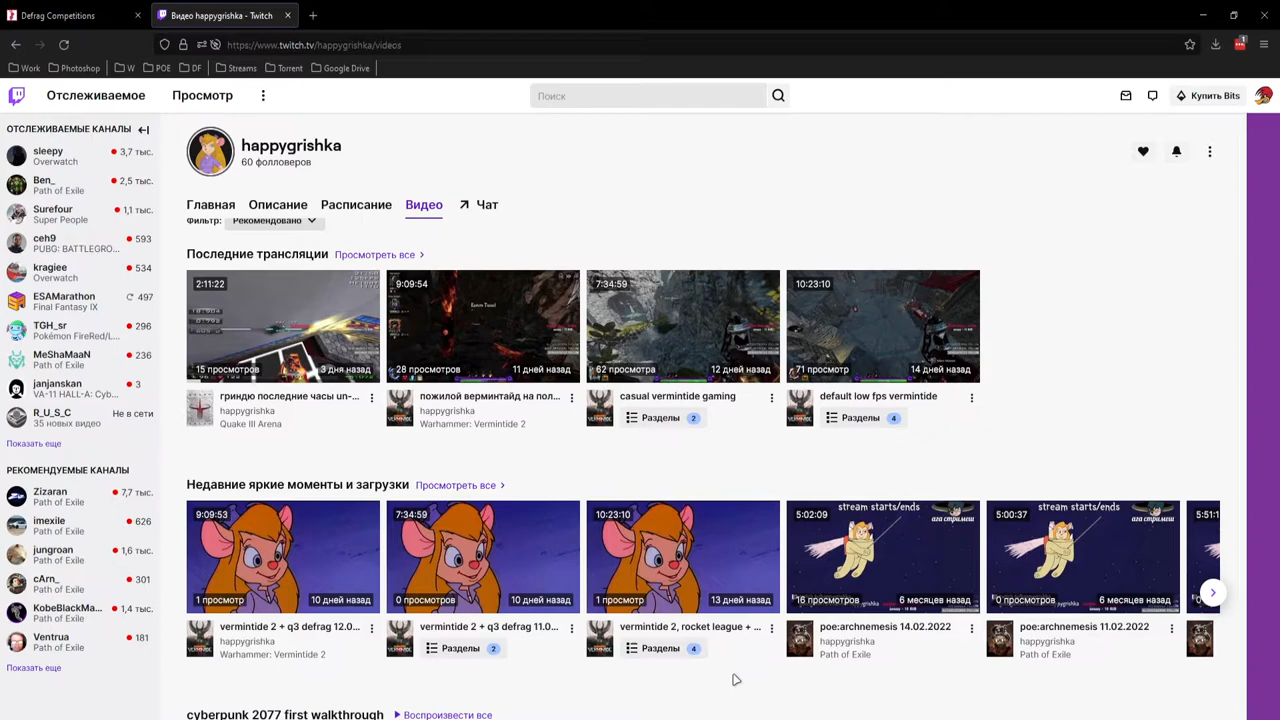 Defrag Competitions
Видео happygrishka - Twitch
https://www.twitch.tv/happygrishka/videos
1
Work
Photoshop
W
POE
DF
Streams
Torrent
Google Drive
Отслеживаемое
Просмотр
Поиск
Купить Bits
ОТСЛЕЖИВАЕМЫЕ КАНАЛЫ
sleepy
3,7 тыс.
Overwatch
Ben_
2,5 тыс.
Path of Exile
Surefour
1,1 тыс.
Super People
ceh9
593
PUBG: BATTLEGRO...
kragiee
534
Overwatch
ESAMarathon
497
Final Fantasy IX
TGH_sr
296
Pokémon FireRed/L...
MeShaMaaN
236
Path of Exile
janjanskan
3
VA-11 HALL-A: Cyb...
R_U_S_C
Не в сети
35 новых видео
Показать еще
РЕКОМЕНДУЕМЫЕ КАНАЛЫ
Zizaran
7,7 тыс.
Path of Exile
imexile
626
Path of Exile
jungroan
1,6 тыс.
Path of Exile
cArn_
301
Path of Exile
KobeBlackMa...
1,4 тыс.
Path of Exile
Ventrua
181
Path of Exile
Показать еще
happygrishka
60 фолловеров
Главная
Описание
Расписание
Видео
Чат
Фильтр:
Рекомендовано
Последние трансляции
Просмотреть все
2:11:22
15 просмотров
3 дня назад
гриндю последние часы un-...
happygrishka
Quake III Arena
9:09:54
28 просмотров
11 дней назад
пожилой верминтайд на пол...
happygrishka
Warhammer: Vermintide 2
7:34:59
62 просмотра
12 дней назад
casual vermintide gaming
Разделы
2
10:23:10
71 просмотр
14 дней назад
default low fps vermintide
Разделы
4
Недавние яркие моменты и загрузки
Просмотреть все
9:09:53
1 просмотр
10 дней назад
vermintide 2 + q3 defrag 12.0...
happygrishka
Warhammer: Vermintide 2
7:34:59
0 просмотров
10 дней назад
vermintide 2 + q3 defrag 11.0...
Разделы
2
10:23:10
1 просмотр
13 дней назад
vermintide 2, rocket league + ...
Разделы
4
stream starts/ends
5:02:09
ага стримеш
16 просмотров
6 месяцев назад
poe:archnemesis 14.02.2022
happygrishka
Path of Exile
stream starts/ends
5:00:37
ага стримеш
0 просмотров
6 месяцев назад
poe:archnemesis 11.02.2022
happygrishka
Path of Exile
5:51:1
cyberpunk 2077 first walkthrough
Воспроизвести все